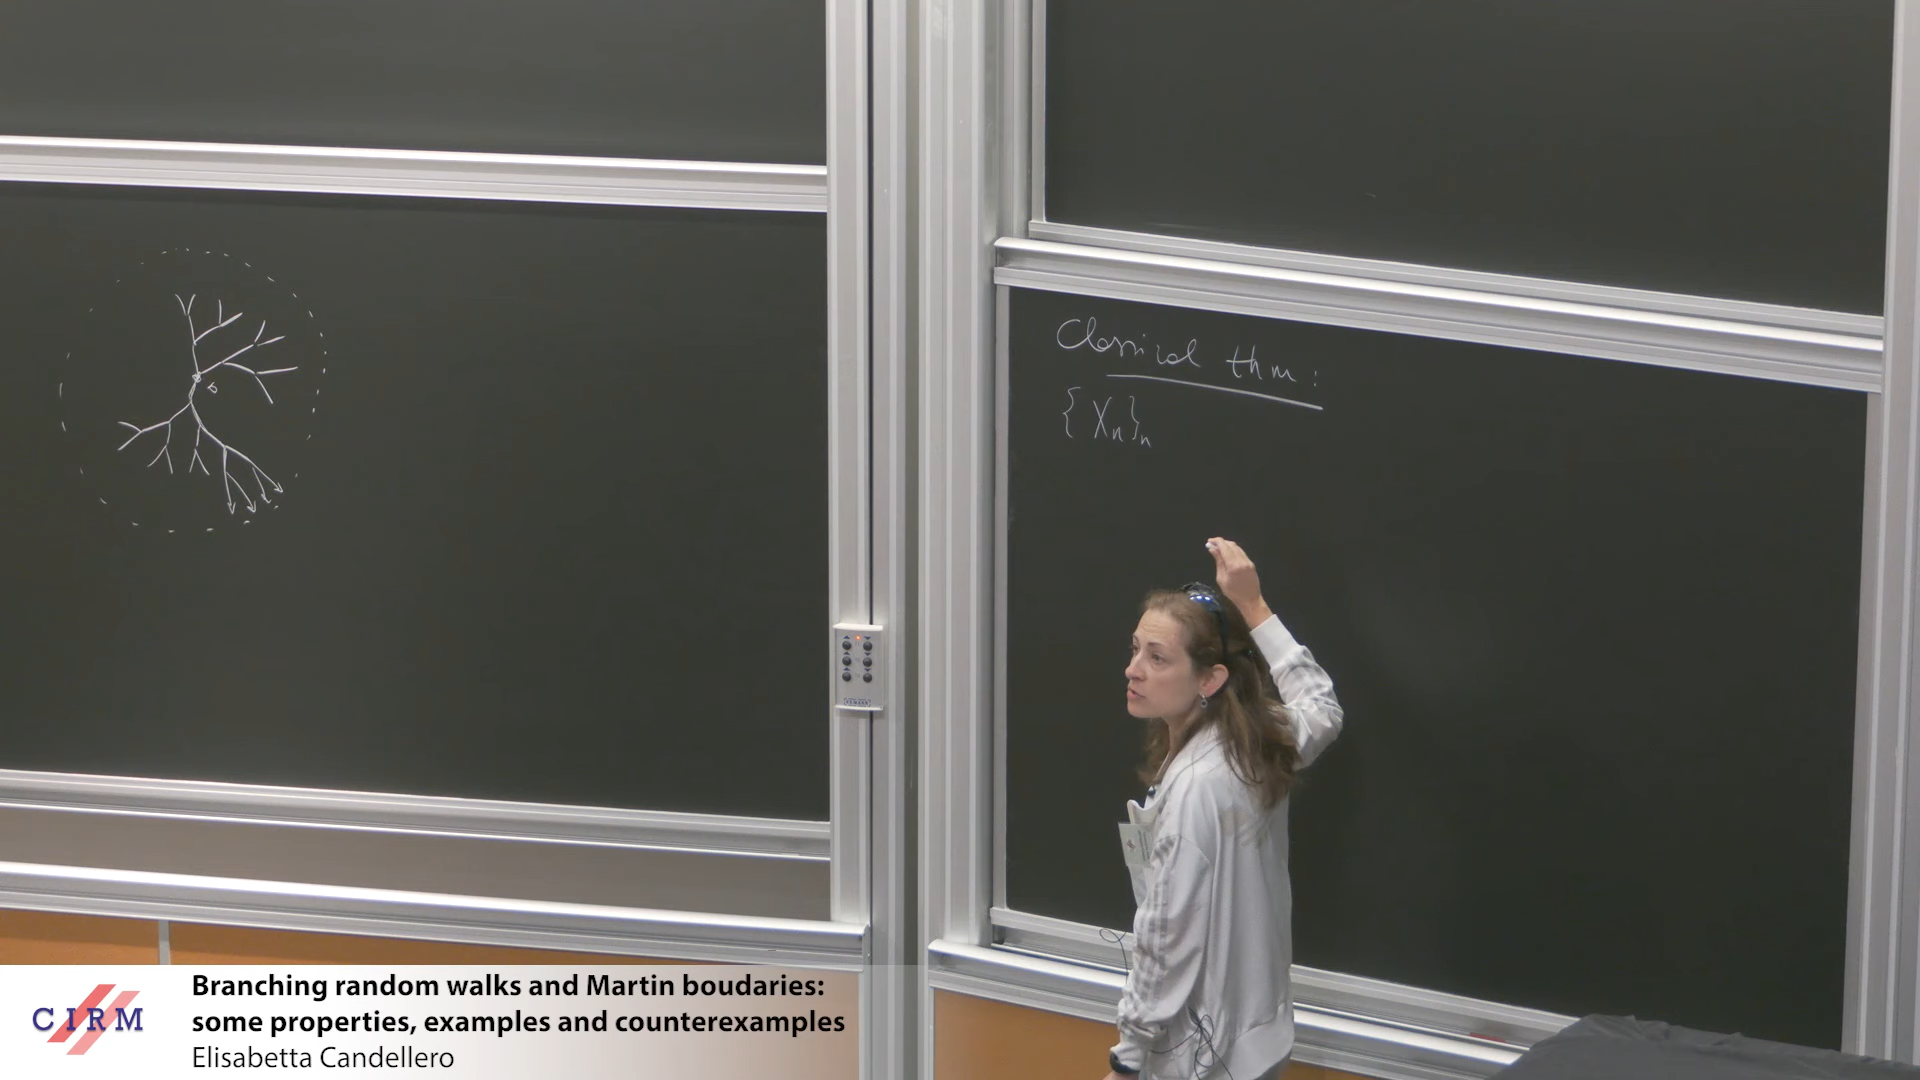 o
Classical thm:
{Xn}n
CIRM
Branching random walks and Martin boudaries:
some properties, examples and counterexamples
Elisabetta Candellero